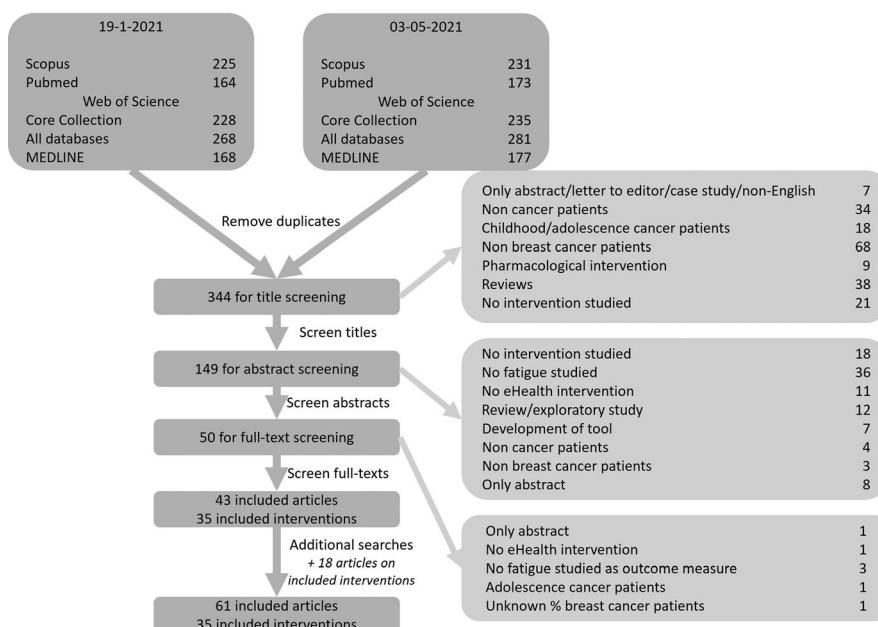 19-1-2021
Scopus 225
Pubmed 164
Web of Science
Core Collection 228
All databases 268
MEDLINE 168
03-05-2021
Scopus 231
Pubmed 173
Web of Science
Core Collection 235
All databases 281
MEDLINE 177
Remove duplicates
Only abstract/letter to editor/case study/non-English 7
Non cancer patients 34
Childhood/adolescence cancer patients 18
Non breast cancer patients 68
Pharmacological intervention 9
Reviews 38
No intervention studied 21
344 for title screening
Screen titles
149 for abstract screening
No intervention studied 18
No fatigue studied 36
No eHealth intervention 11
Review/exploratory study 12
Development of tool 7
Non cancer patients 4
Non breast cancer patients 3
Only abstract 8
Screen abstracts
50 for full-text screening
Screen full-texts
43 included articles
35 included interventions
Only abstract 1
No eHealth intervention 1
No fatigue studied as outcome measure 3
Adolescence cancer patients 1
Unknown % breast cancer patients 1
Additional searches
+ 18 articles on
included interventions
61 included articles
35 included interventions